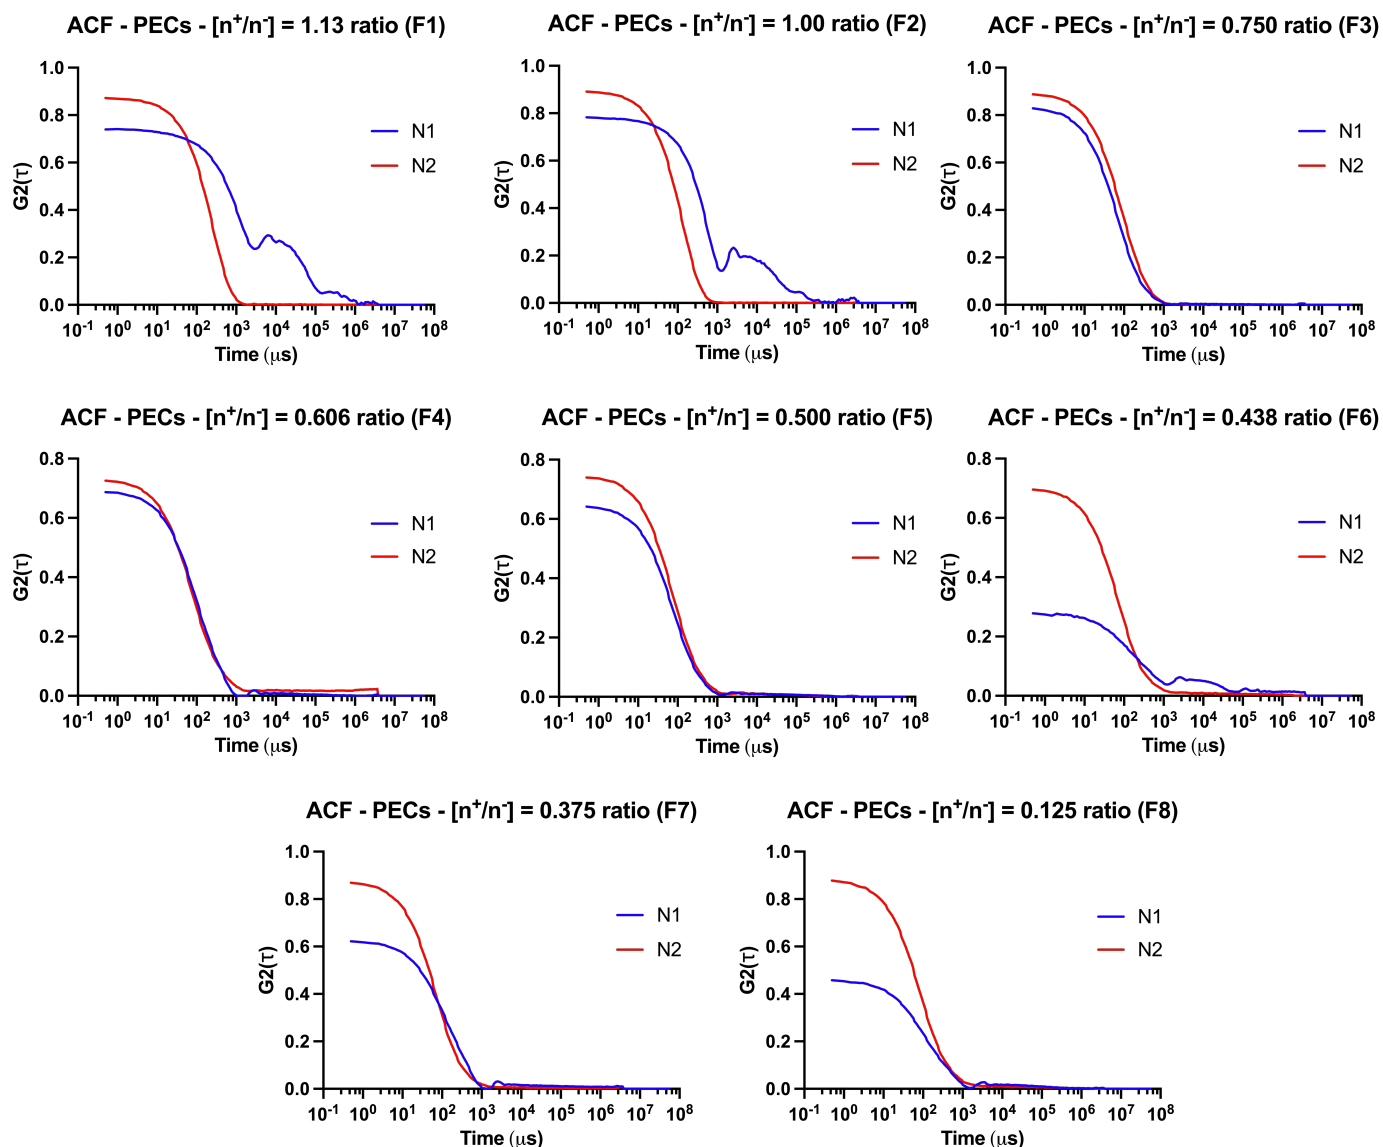 ACF - PECs - [n⁺/n⁻] = 1.13 ratio (F1)
1.0
0.8
0.6
0.4
0.2
0.0
G2(τ)
N1
N2
10⁻¹ 10⁰ 10¹ 10² 10³ 10⁴ 10⁵ 10⁶ 10⁷ 10⁸
Time (μs)
ACF - PECs - [n⁺/n⁻] = 1.00 ratio (F2)
1.0
0.8
0.6
0.4
0.2
0.0
G2(τ)
N1
N2
10⁻¹ 10⁰ 10¹ 10² 10³ 10⁴ 10⁵ 10⁶ 10⁷ 10⁸
Time (μs)
ACF - PECs - [n⁺/n⁻] = 0.750 ratio (F3)
1.0
0.8
0.6
0.4
0.2
0.0
G2(τ)
N1
N2
10⁻¹ 10⁰ 10¹ 10² 10³ 10⁴ 10⁵ 10⁶ 10⁷ 10⁸
Time (μs)
ACF - PECs - [n⁺/n⁻] = 0.606 ratio (F4)
0.8
0.6
0.4
0.2
0.0
G2(τ)
N1
N2
10⁻¹ 10⁰ 10¹ 10² 10³ 10⁴ 10⁵ 10⁶ 10⁷ 10⁸
Time (μs)
ACF - PECs - [n⁺/n⁻] = 0.500 ratio (F5)
0.8
0.6
0.4
0.2
0.0
G2(τ)
N1
N2
10⁻¹ 10⁰ 10¹ 10² 10³ 10⁴ 10⁵ 10⁶ 10⁷ 10⁸
Time (μs)
ACF - PECs - [n⁺/n⁻] = 0.438 ratio (F6)
0.8
0.6
0.4
0.2
0.0
G2(τ)
N1
N2
10⁻¹ 10⁰ 10¹ 10² 10³ 10⁴ 10⁵ 10⁶ 10⁷ 10⁸
Time (μs)
ACF - PECs - [n⁺/n⁻] = 0.375 ratio (F7)
1.0
0.8
0.6
0.4
0.2
0.0
G2(τ)
N1
N2
10⁻¹ 10⁰ 10¹ 10² 10³ 10⁴ 10⁵ 10⁶ 10⁷ 10⁸
Time (μs)
ACF - PECs - [n⁺/n⁻] = 0.125 ratio (F8)
1.0
0.8
0.6
0.4
0.2
0.0
G2(τ)
N1
N2
10⁻¹ 10⁰ 10¹ 10² 10³ 10⁴ 10⁵ 10⁶ 10⁷ 10⁸
Time (μs)